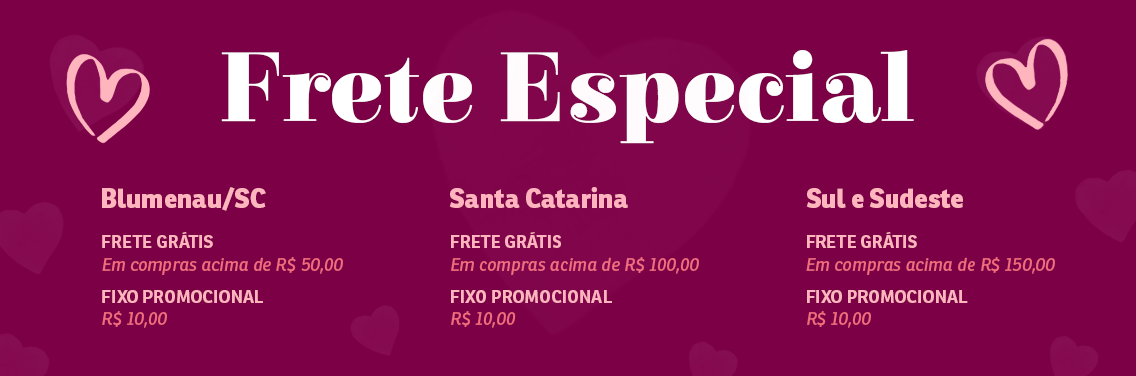 Frete Especial
Blumenau/SC
FRETE GRÁTIS
Em compras acima de R$ 50,00
FIXO PROMOCIONAL
R$ 10,00
Santa Catarina
FRETE GRÁTIS
Em compras acima de R$ 100,00
FIXO PROMOCIONAL
R$ 10,00
Sul e Sudeste
FRETE GRÁTIS
Em compras acima de R$ 150,00
FIXO PROMOCIONAL
R$ 10,00